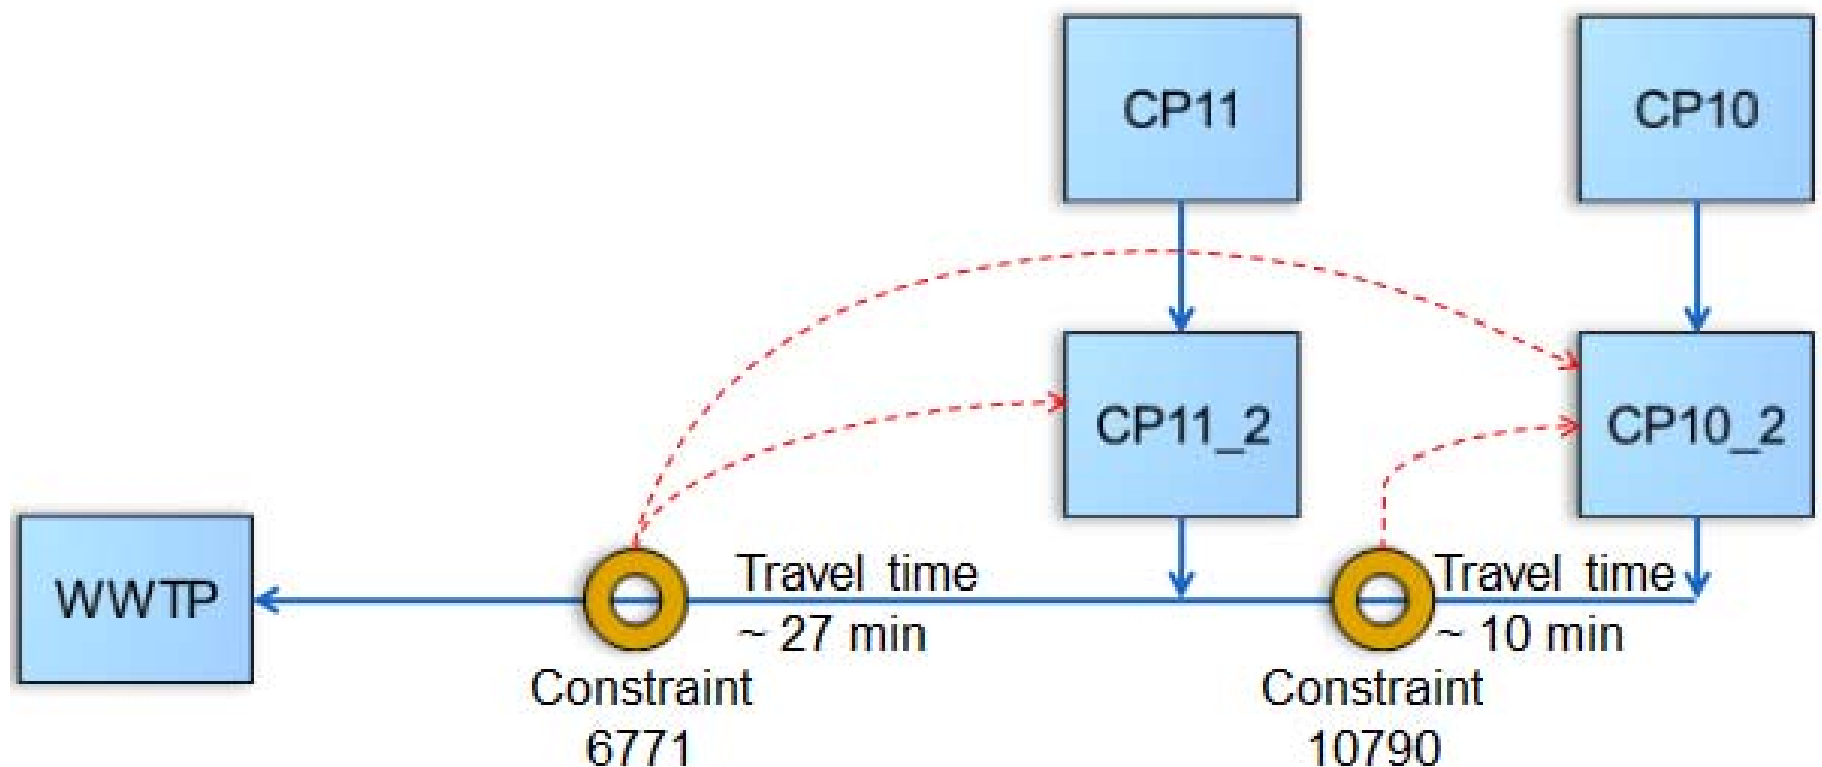 CP11
CP10
CP11_2
CP10_2
WWTP
Travel time
~ 27 min
Travel time
~ 10 min
Constraint
6771
Constraint
10790